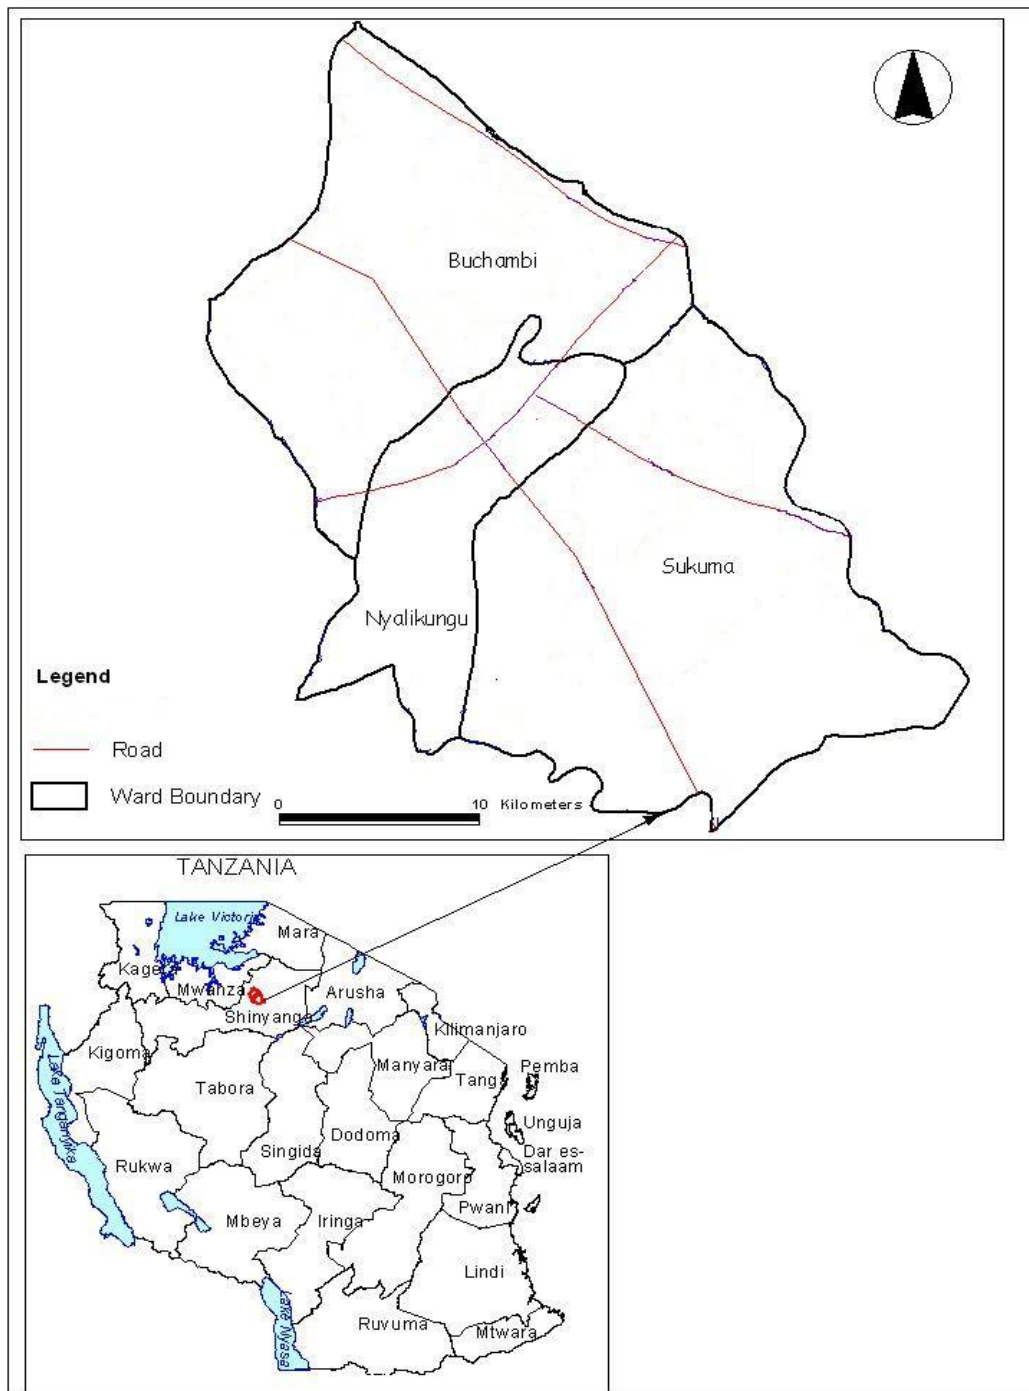 Buchambi
Sukuma
Nyalikungu
Legend
Road
Ward Boundary
0 10 Kilometers
TANZANIA
Lake Victori
Mara
Kage
Mwanza
Arusha
Shinyanga
Kilimanjaro
Kigoma
Manyara
Pemba
Tabora
Tanga
Lake Tanganyika
Unguja
Dodoma
Dar es-
salaam
Singida
Rukwa
Morogoro
Pwani
Mbeya
Iringa
Lindi
Lake Nyasa
Ruvuma
Mtwara